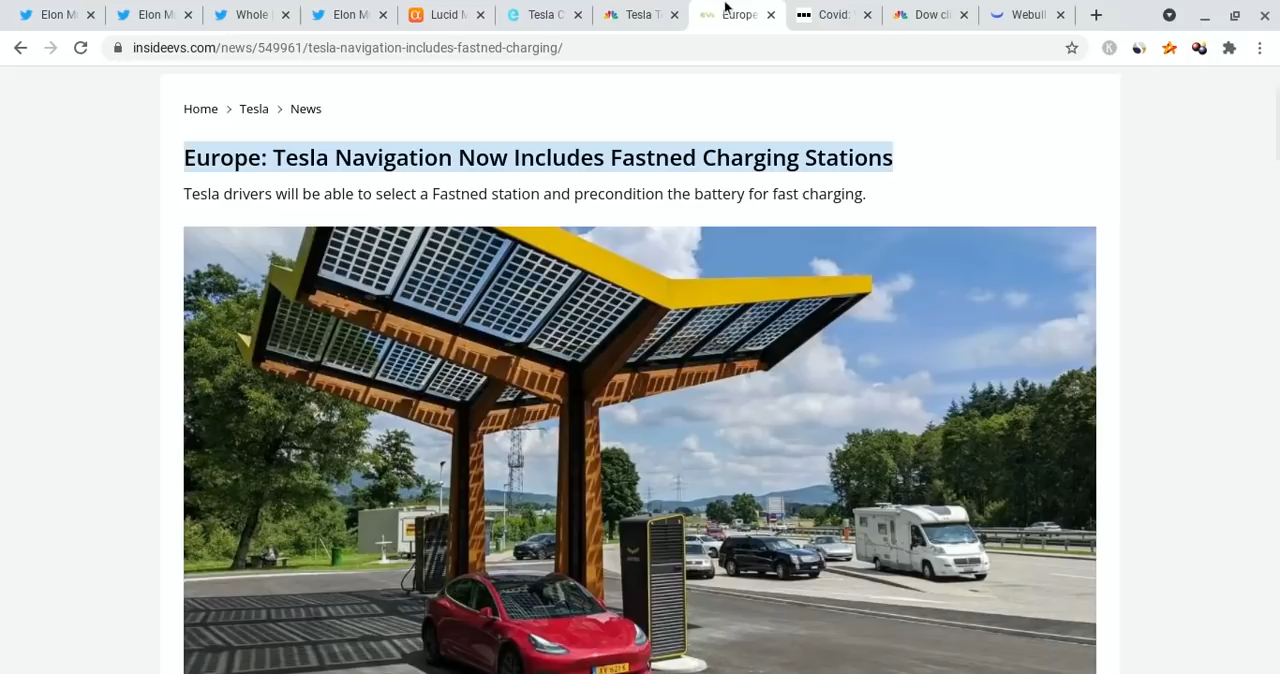 Elon M
Elon M
Whole
Elon M
Lucid M
Tesla C
Tesla T
Europe
Covid:
Dow cli
Webull
insideevs.com/news/549961/tesla-navigation-includes-fastned-charging/
Home > Tesla > News
Europe: Tesla Navigation Now Includes Fastned Charging Stations
Tesla drivers will be able to select a Fastned station and precondition the battery for fast charging.